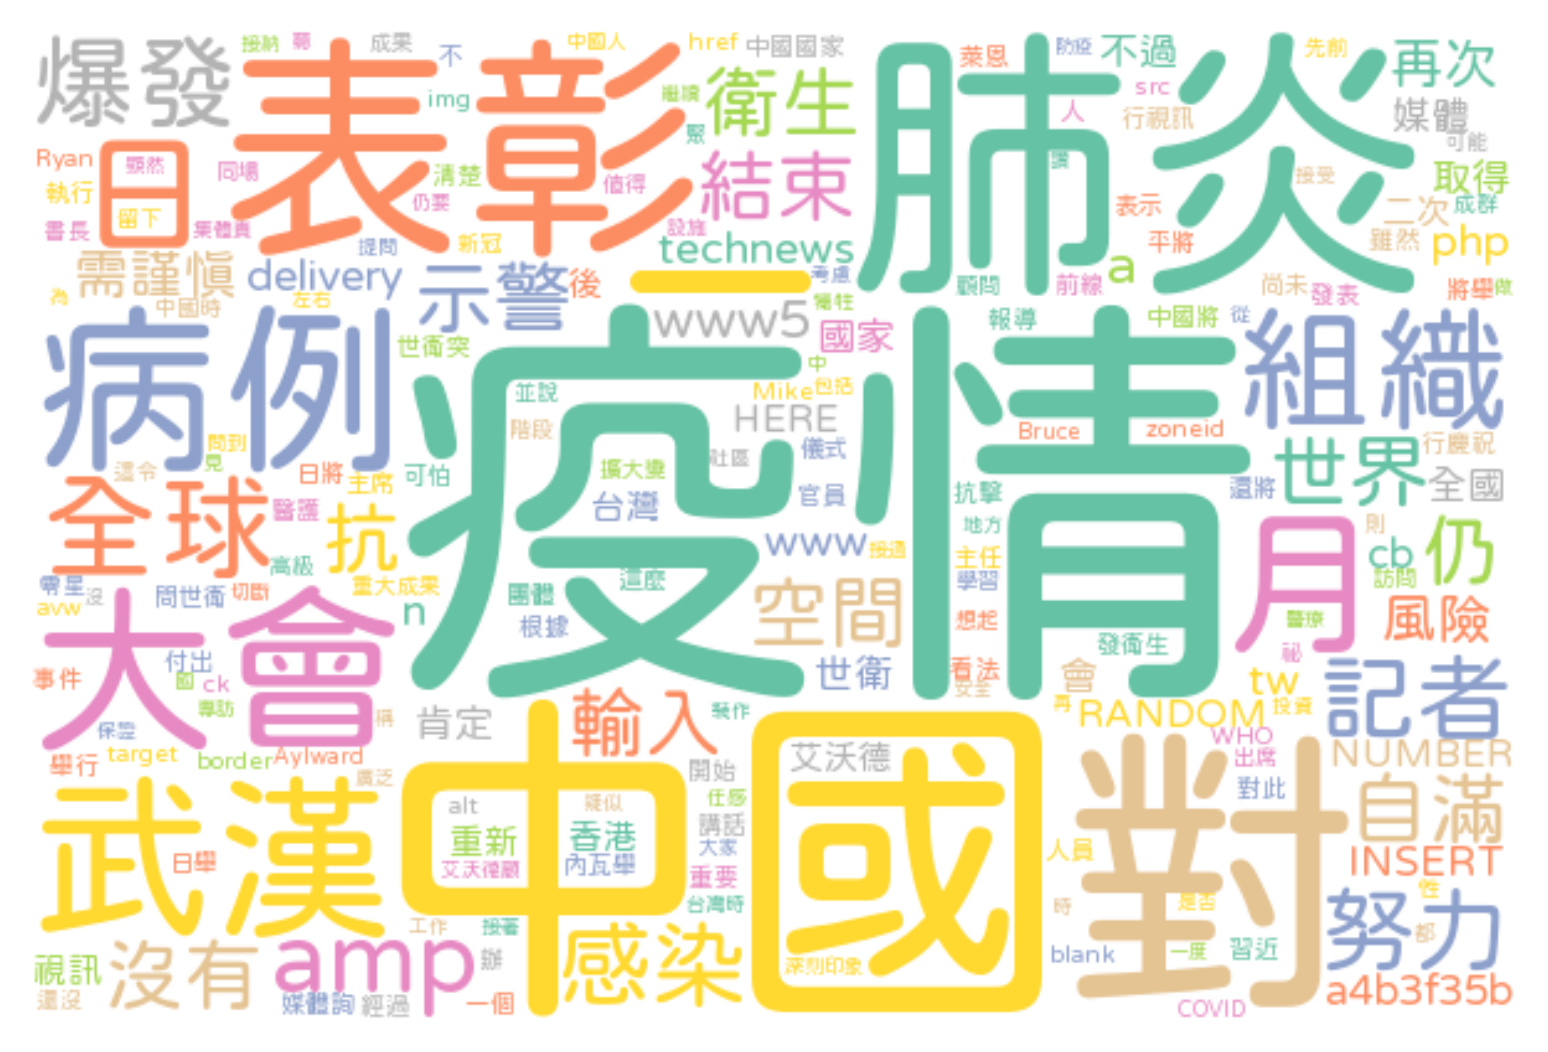 爆發
表彰
肺炎
接納
成果
不
中國人
href
中國國家
萊恩
防疫
不過
先前
再次
img
繼續
衛生
src
人
行視訊
媒體
可能
日
顯然
留下
Ryan
執行
書長
同場
集體責
清楚
仍要
提問
新冠
值得
設施
聚
結束
表示
平將
接受
取得
二次
成群
雖然
php
technews
需謹慎
中國時
為
delivery
左右
示警
後
一
考慮
犧牲
顧問
前線
a
尚未
發表
將舉
做
病例
世衛突
www5
國家
中
報導
中國將
從
組織
疫情
並說
階段
Mike
包括
HERE
社區
儀式
擴大變
台灣
官員
Bruce
zoneid
世界
行慶祝
全國
問到
見
還令
日將
主席
可怕
全球
醫護
抗
抗擊
地方
還將
月
則
cb
訪問
仍
高級
重大成果
www
接過
主任
學習
零星
沒
avw
問世衛
切斷
n
團體
這麼
根據
空間
想起
醫療
風險
大會
事件
付出
國
ck
專訪
保證
稱
世衛
看法
安全
會
發衛生
祕
tw
記者
再
RANDOM
投資
肯定
輸入
裝作
舉行
target
border
Aylward
廣泛
開始
艾沃德
WHO
出席
NUMBER
武漢
日舉
中國
alt
疑似
重新
香港
艾沃德顧
內瓦舉
任務
講話
大家
重要
台灣時
對
對此
人員
自滿
INSERT
時
是否
性
努力
都
工作
接著
辦
感染
深刻印象
blank
一度
習近
視訊
還沒
沒有
amp
媒體詢
經過
一個
COVID
a4b3f35b